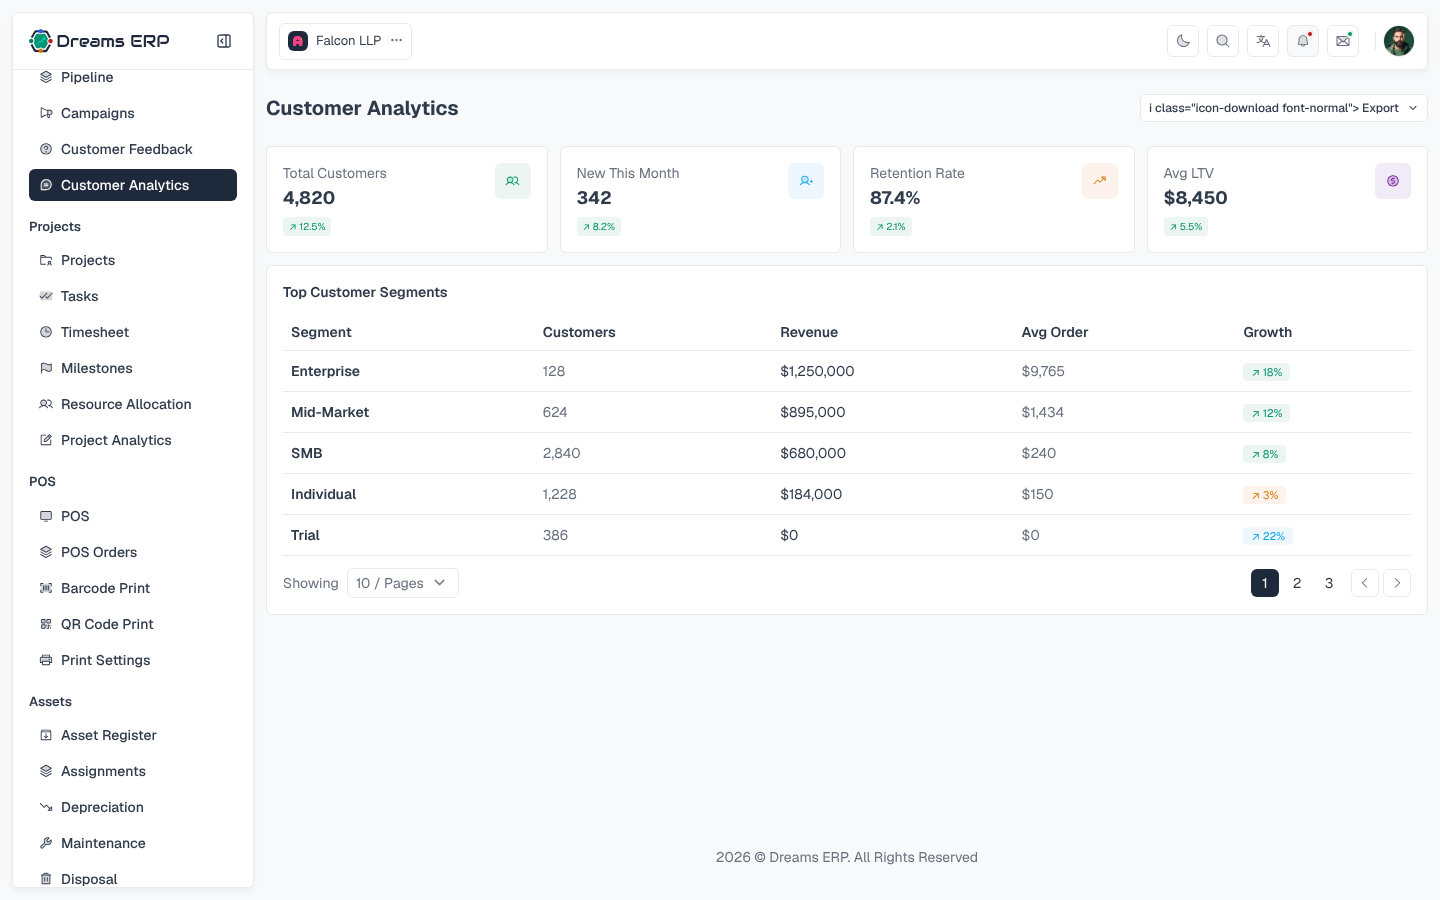 Dreams ERP
Pipeline
Campaigns
Customer Feedback
Customer Analytics
Projects
Projects
Tasks
Timesheet
Milestones
Resource Allocation
Project Analytics
POS
POS
POS Orders
Barcode Print
QR Code Print
Print Settings
Assets
Asset Register
Assignments
Depreciation
Maintenance
Disposal
Falcon LLP ···
Customer Analytics
i class="icon-download font-normal"> Export
Total Customers
4,820
12.5%
New This Month
342
8.2%
Retention Rate
87.4%
2.1%
Avg LTV
$8,450
5.5%
Top Customer Segments
Segment Customers Revenue Avg Order Growth
Enterprise 128 $1,250,000 $9,765 18%
Mid-Market 624 $895,000 $1,434 12%
SMB 2,840 $680,000 $240 8%
Individual 1,228 $184,000 $150 3%
Trial 386 $0 $0 22%
Showing 10 / Pages 1 2 3
2026 © Dreams ERP. All Rights Reserved